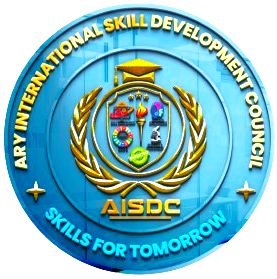 ARY INTERNATIONAL SKILL DEVELOPMENT COUNCIL
AISDC
SKILLS FOR TOMORROW